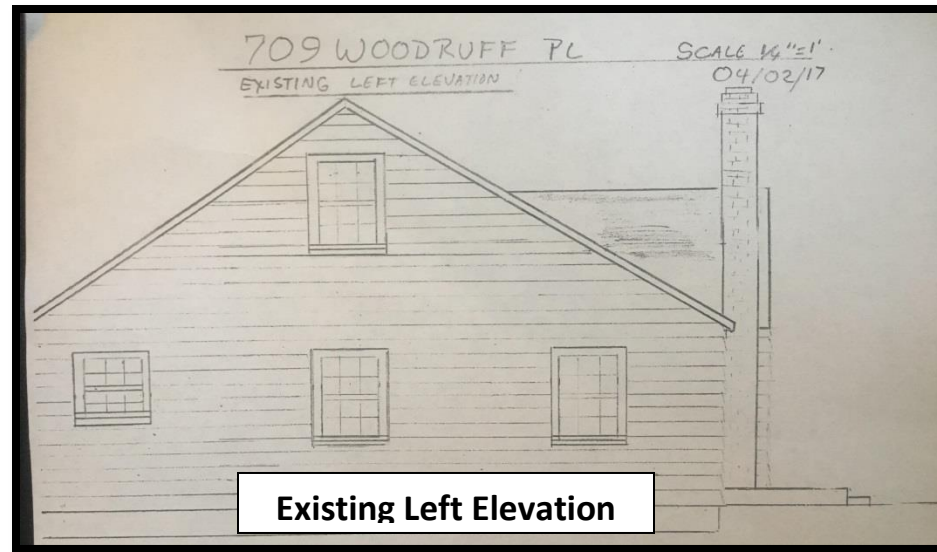 709 WOODRUFF PL
SCALE ¼"=1'.
EXISTING LEFT ELEVATION
04/02/17
Existing Left Elevation